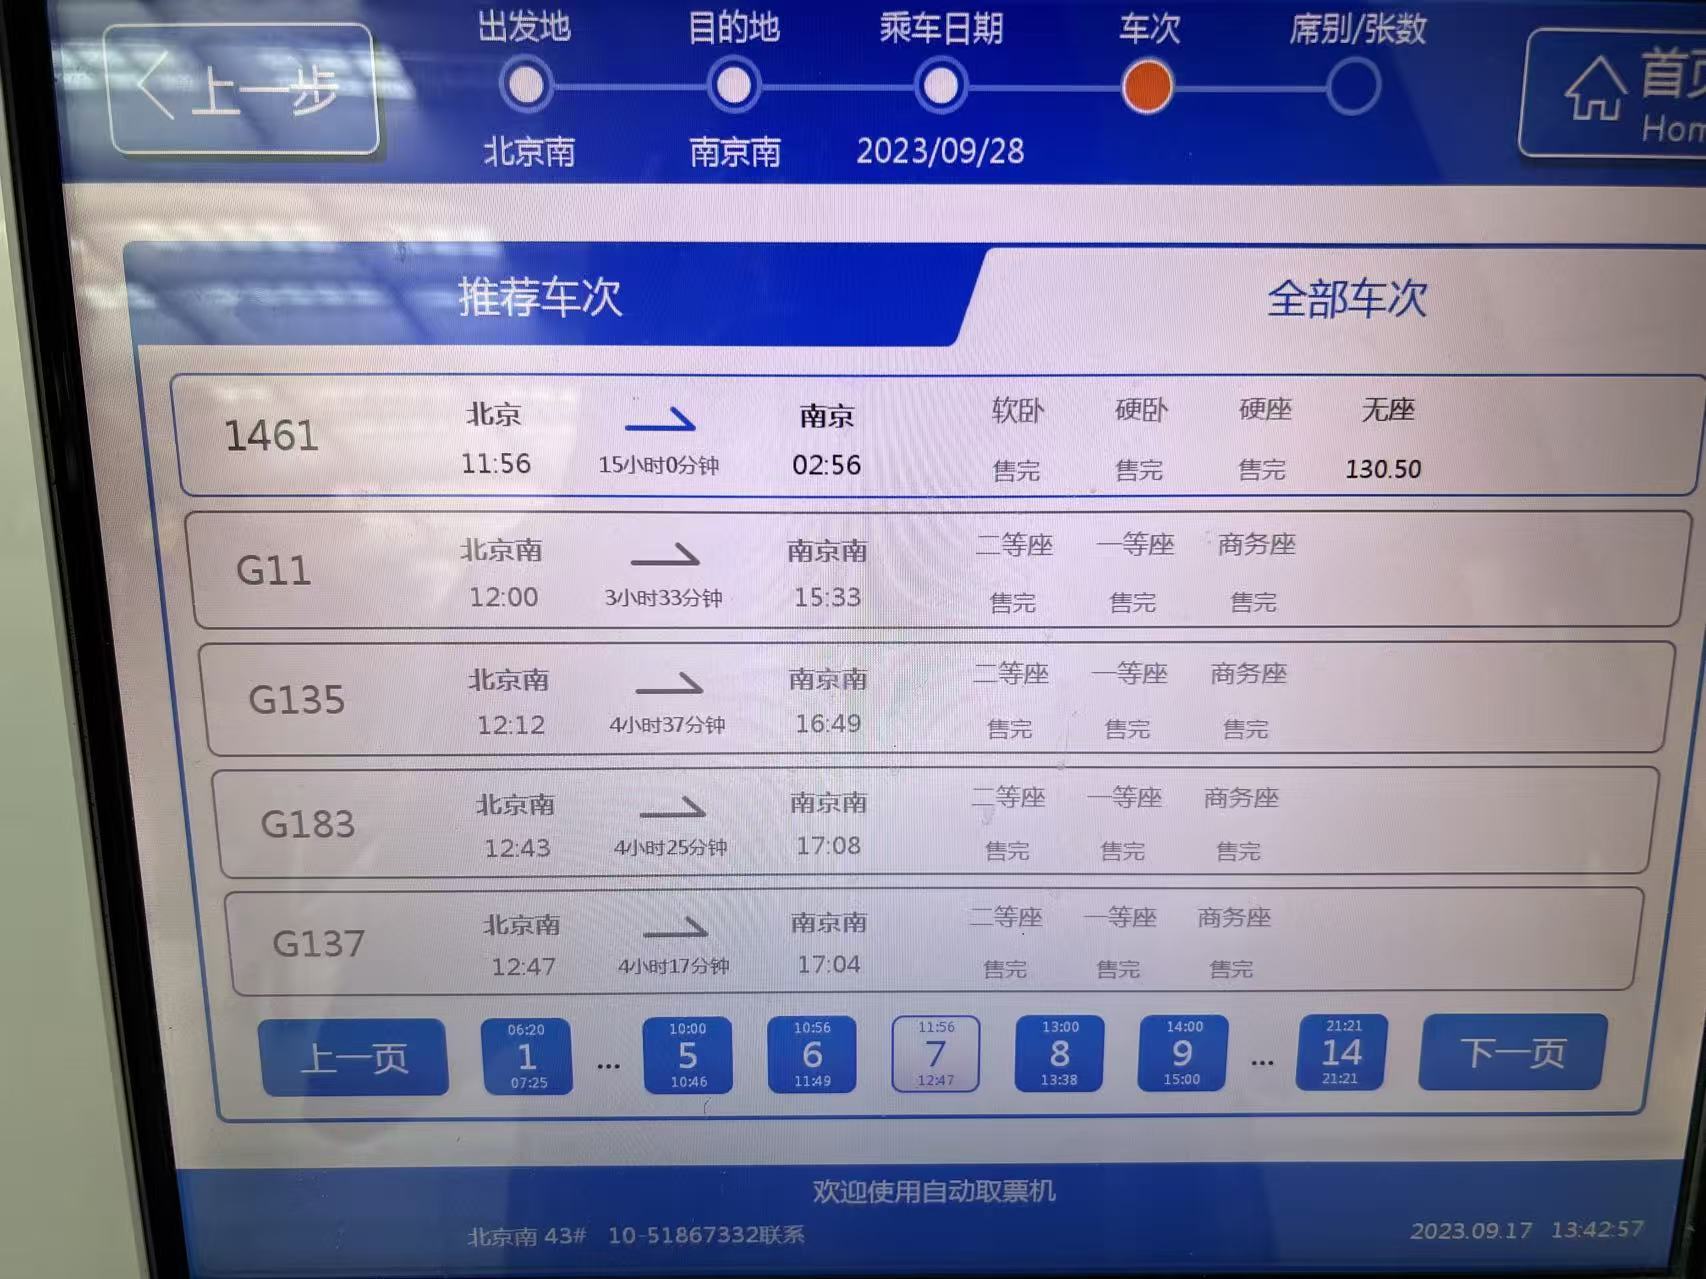 上一步
出发地 目的地 乘车日期 车次 席别/张数
北京南 南京南 2023/09/28
推荐车次 全部车次
1461 北京 南京 软卧 硬卧 硬座 无座
11:56 15小时0分钟 02:56 售完 售完 售完 130.50
G11 北京南 南京南 二等座 一等座 商务座
12:00 3小时33分钟 15:33 售完 售完 售完
G135 北京南 南京南 二等座 一等座 商务座
12:12 4小时37分钟 16:49 售完 售完 售完
G183 北京南 南京南 二等座 一等座 商务座
12:43 4小时25分钟 17:08 售完 售完 售完
G137 北京南 南京南 二等座 一等座 商务座
12:47 4小时17分钟 17:04 售完 售完 售完
06:20 10:00 10:56 11:56 13:00 14:00 21:21
上一页 1 ... 5 6 7 8 9 ... 14 下一页
07:25 10:46 11:49 12:47 13:38 15:00 21:21
欢迎使用自动取票机
北京南 43# 10-51867332联系 2023.09.17 13:42:57